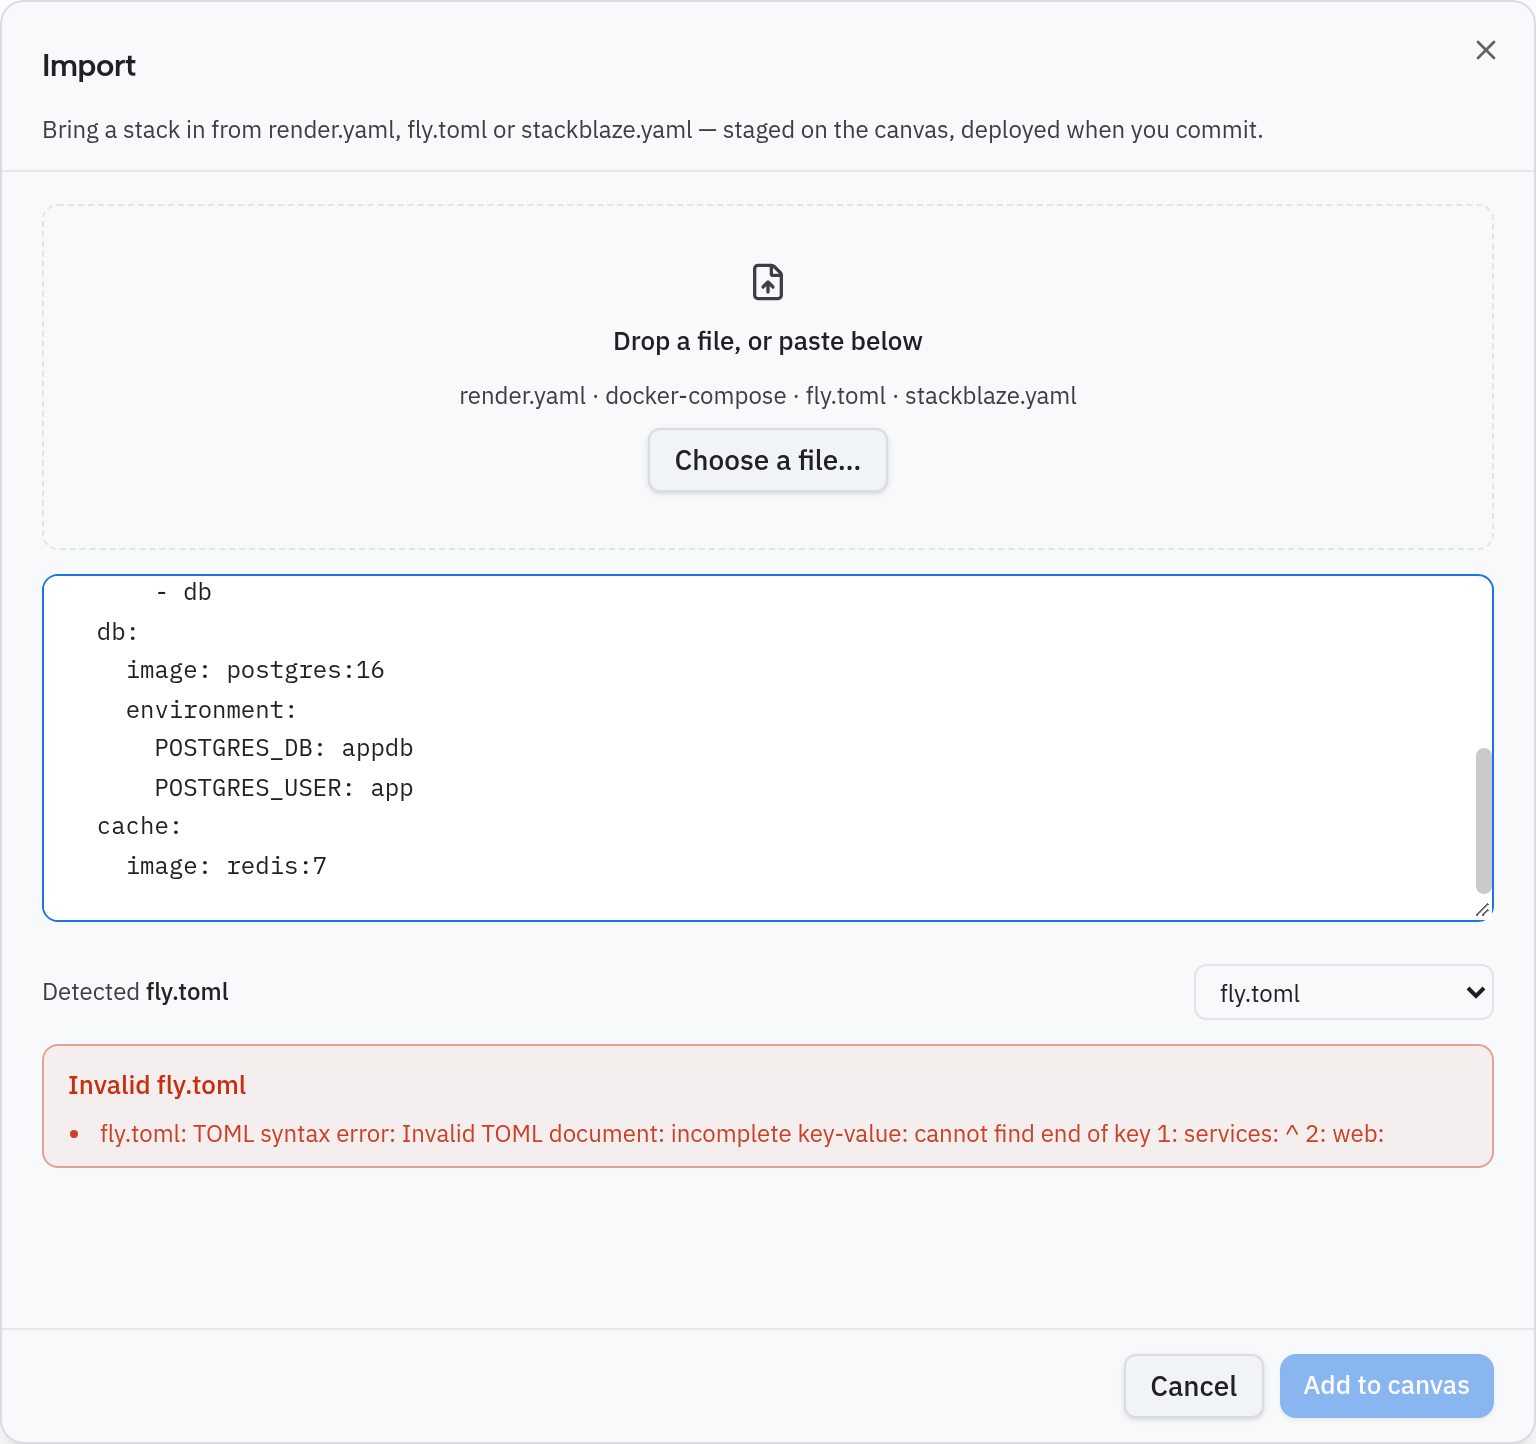 Import
Bring a stack in from render.yaml, fly.toml or stackblaze.yaml — staged on the canvas, deployed when you commit.
Drop a file, or paste below
render.yaml · docker-compose · fly.toml · stackblaze.yaml
Choose a file...
- db
db:
image: postgres:16
environment:
POSTGRES_DB: appdb
POSTGRES_USER: app
cache:
image: redis:7
Detected fly.toml
fly.toml
Invalid fly.toml
• fly.toml: TOML syntax error: Invalid TOML document: incomplete key-value: cannot find end of key 1: services: ^ 2: web:
Cancel
Add to canvas